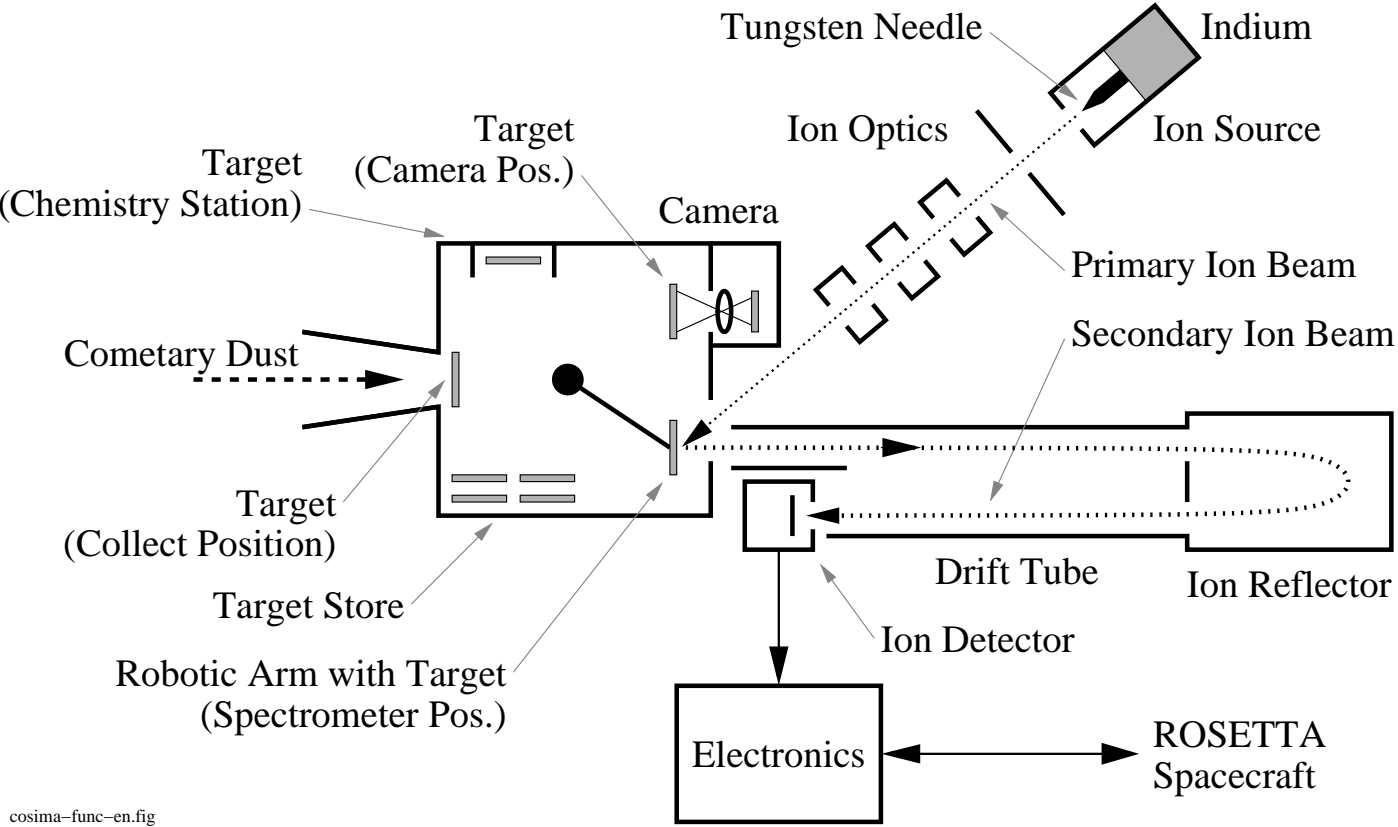 Tungsten Needle
Indium
Ion Optics
Ion Source
Target
(Camera Pos.)
Target
(Chemistry Station)
Camera
Primary Ion Beam
Secondary Ion Beam
Cometary Dust
Target
(Collect Position)
Drift Tube
Ion Reflector
Target Store
Ion Detector
Robotic Arm with Target
(Spectrometer Pos.)
Electronics
ROSETTA
Spacecraft
cosima−func−en.fig